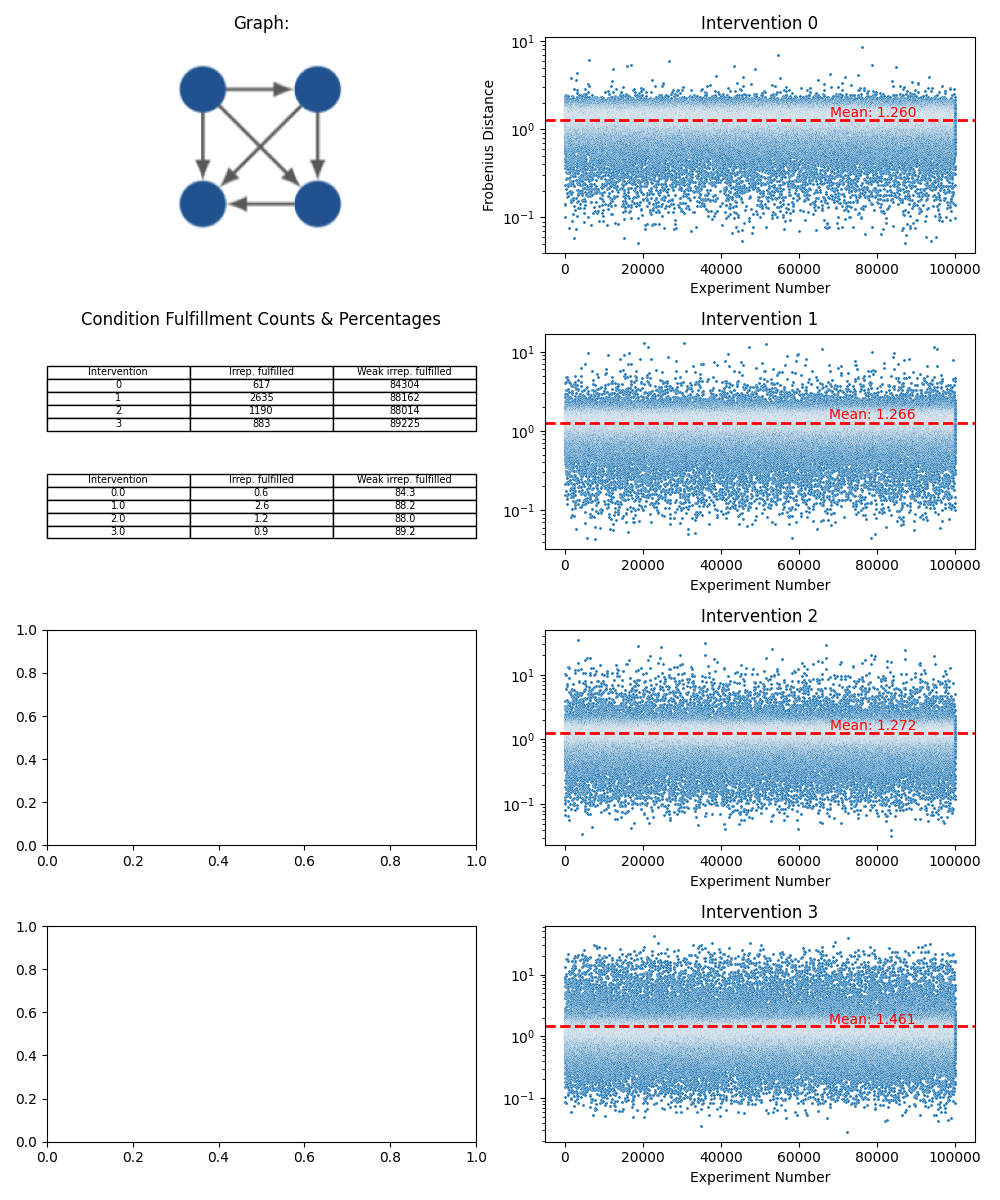 Graph:
Intervention 0
Frobenius Distance
10^1
10^0
10^-1
Mean: 1.260
0 20000 40000 60000 80000 100000
Experiment Number
Condition Fulfillment Counts & Percentages
Intervention Irrep. fulfilled Weak irrep. fulfilled
0 617 84304
1 2635 88162
2 1190 88014
3 883 89225
Intervention Irrep. fulfilled Weak irrep. fulfilled
0.0 0.6 84.3
1.0 2.6 88.2
2.0 1.2 88.0
3.0 0.9 89.2
Intervention 1
10^1
10^0
10^-1
Mean: 1.266
0 20000 40000 60000 80000 100000
Experiment Number
1.0
0.8
0.6
0.4
0.2
0.0
0.0 0.2 0.4 0.6 0.8 1.0
Intervention 2
10^1
10^0
10^-1
Mean: 1.272
0 20000 40000 60000 80000 100000
Experiment Number
1.0
0.8
0.6
0.4
0.2
0.0
0.0 0.2 0.4 0.6 0.8 1.0
Intervention 3
10^1
10^0
10^-1
Mean: 1.461
0 20000 40000 60000 80000 100000
Experiment Number